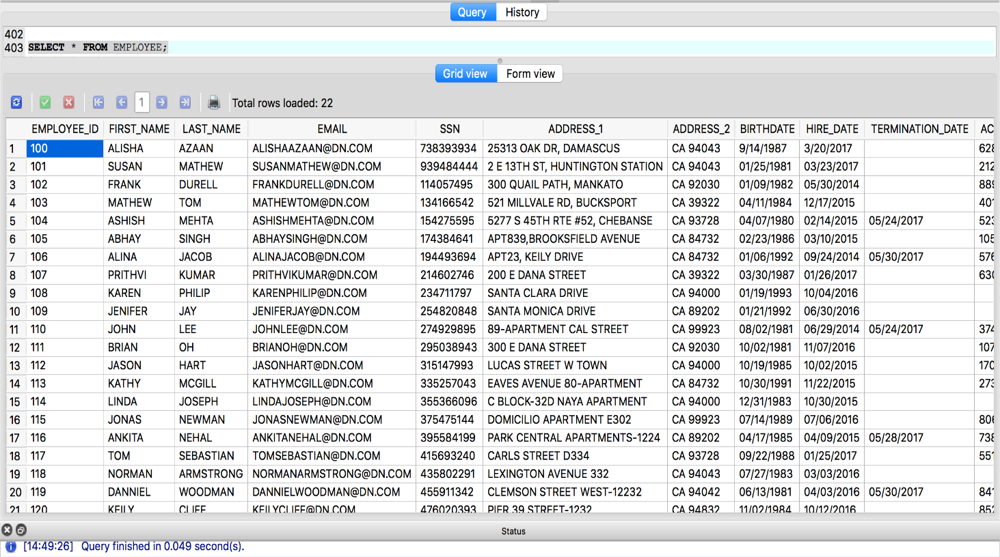 Query History
402
403 SELECT * FROM EMPLOYEE;
Grid view Form view
1 Total rows loaded: 22
EMPLOYEE_ID FIRST_NAME LAST_NAME EMAIL SSN ADDRESS_1 ADDRESS_2 BIRTHDATE HIRE_DATE TERMINATION_DATE AC
1 100 ALISHA AZAAN ALISHAAZAAN@DN.COM 738393934 25313 OAK DR, DAMASCUS CA 94043 9/14/1987 3/20/2017 628
2 101 SUSAN MATHEW SUSANMATHEW@DN.COM 939484444 2 E 13TH ST, HUNTINGTON STATION CA 94043 01/25/1981 03/23/2017 212
3 102 FRANK DURELL FRANKDURELL@DN.COM 114057495 300 QUAIL PATH, MANKATO CA 92030 01/09/1982 05/30/2014 889
4 103 MATHEW TOM MATHEWTOM@DN.COM 134166542 521 MILLVALE RD, BUCKSPORT CA 39322 04/11/1984 12/17/2015 401
5 104 ASHISH MEHTA ASHISHMEHTA@DN.COM 154275595 5277 S 45TH RTE #52, CHEBANSE CA 93728 04/07/1980 02/14/2015 05/24/2017 523
6 105 ABHAY SINGH ABHAYSINGH@DN.COM 174384641 APT839,BROOKSFIELD AVENUE CA 84732 02/23/1986 03/10/2015 105
7 106 ALINA JACOB ALINAJACOB@DN.COM 194493694 APT23, KEILY DRIVE CA 84732 01/06/1992 09/24/2014 05/30/2017 576
8 107 PRITHVI KUMAR PRITHVIKUMAR@DN.COM 214602746 200 E DANA STREET CA 39322 03/30/1987 01/26/2017 630
9 108 KAREN PHILIP KARENPHILIP@DN.COM 234711797 SANTA CLARA DRIVE CA 94000 01/19/1993 10/04/2016
10 109 JENIFER JAY JENIFERJAY@DN.COM 254820848 SANTA MONICA DRIVE CA 89202 01/21/1992 06/30/2016
11 110 JOHN LEE JOHNLEE@DN.COM 274929895 89-APARTMENT CAL STREET CA 99923 08/02/1981 06/29/2014 05/24/2017 374
12 111 BRIAN OH BRIANOH@DN.COM 295038943 300 E DANA STREET CA 92030 10/02/1981 11/07/2016 107
13 112 JASON HART JASONHART@DN.COM 315147993 LUCAS STREET W TOWN CA 94000 10/19/1985 10/02/2015 170
14 113 KATHY MCGILL KATHYMCGILL@DN.COM 335257043 EAVES AVENUE 80-APARTMENT CA 84732 10/30/1991 11/22/2015 273
15 114 LINDA JOSEPH LINDAJOSEPH@DN.COM 355366096 C BLOCK-32D NAYA APARTMENT CA 94000 12/31/1983 10/30/2015
16 115 JONAS NEWMAN JONASNEWMAN@DN.COM 375475144 DOMICILIO APARTMENT E302 CA 99923 07/14/1989 07/06/2016 806
17 116 ANKITA NEHAL ANKITANEHAL@DN.COM 395584199 PARK CENTRAL APARTMENTS-1224 CA 89202 04/17/1985 04/09/2015 05/28/2017 738
18 117 TOM SEBASTIAN TOMSEBASTIAN@DN.COM 415693240 CARLS STREET D334 CA 93728 09/22/1988 01/25/2017 551
19 118 NORMAN ARMSTRONG NORMANARMSTRONG@DN.COM 435802291 LEXINGTON AVENUE 332 CA 94043 07/27/1983 03/03/2016
20 119 DANNIEL WOODMAN DANNIELWOODMAN@DN.COM 455911342 CLEMSON STREET WEST-12232 CA 94042 06/13/1981 04/03/2016 05/30/2017 841
21 120 KEILY CLIFF KEILYCLIFF@DN.COM 476020393 PIER 39 STREET-1232 CA 94832 11/02/1984 10/12/2016 852
Status
[14:49:26] Query finished in 0.049 second(s).